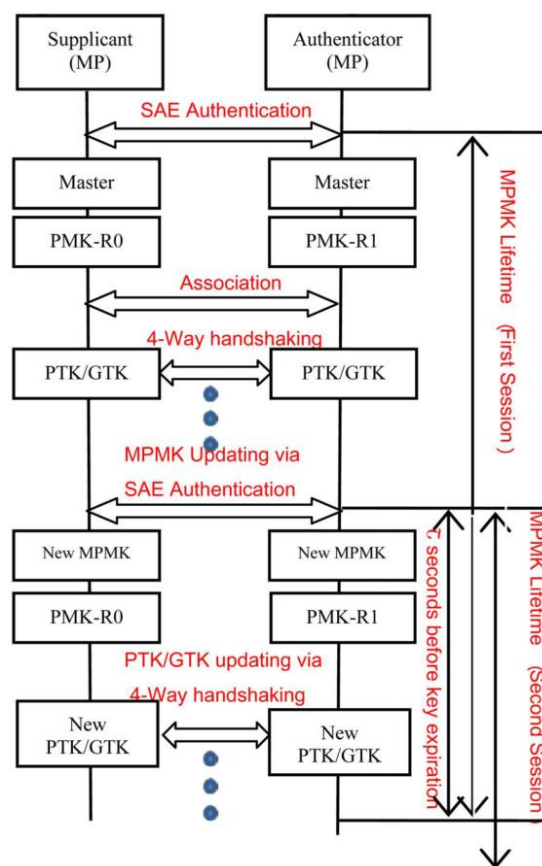 Supplicant
(MP)
Authenticator
(MP)
SAE Authentication
Master
Master
PMK-R0
PMK-R1
Association
4-Way handshaking
PTK/GTK
PTK/GTK
MPMK Updating via
SAE Authentication
New MPMK
New MPMK
PMK-R0
PMK-R1
PTK/GTK updating via
4-Way handshaking
New
PTK/GTK
New
PTK/GTK
MPMK Lifetime (First Session )
seconds before key expiration
MPMK Lifetime (Second Session )